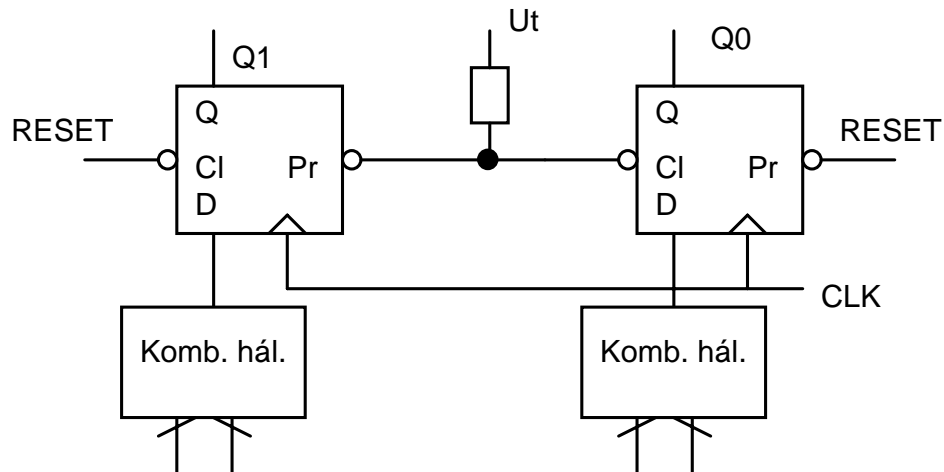 Ut
Q1
Q0
RESET
Q
Cl
Pr
D
Q
Cl
Pr
D
RESET
CLK
Komb. hál.
Komb. hál.